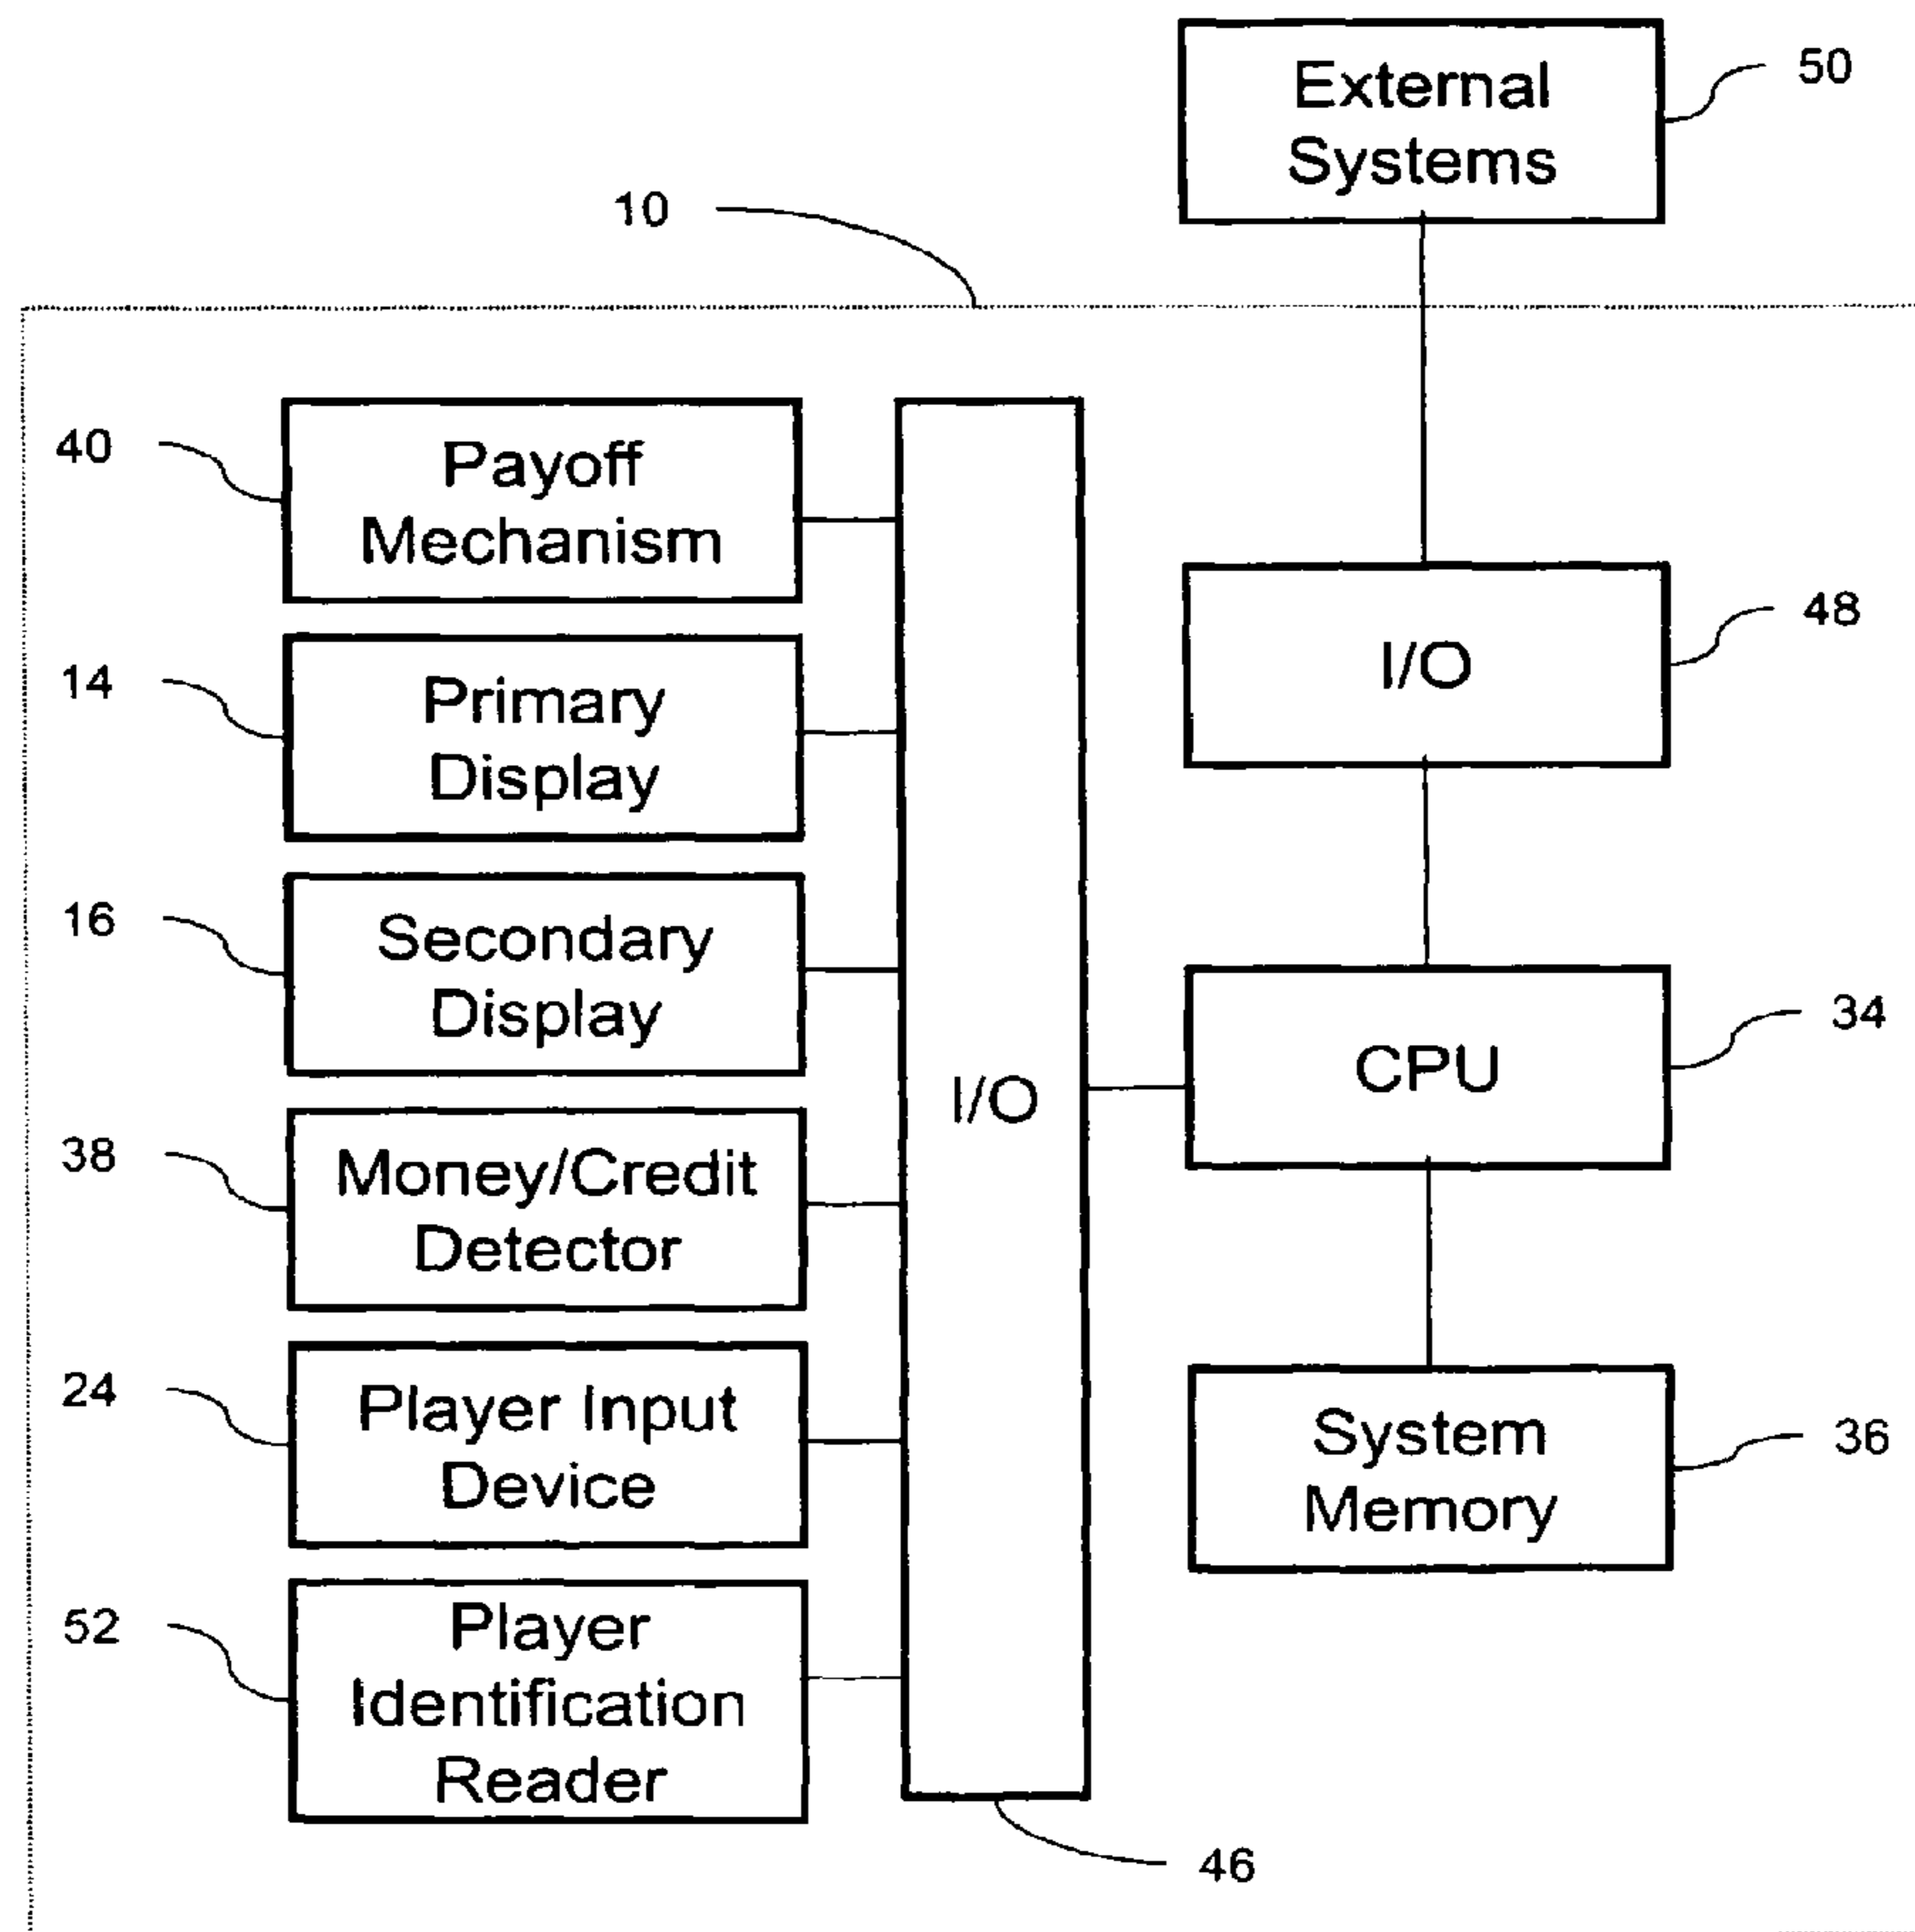 External
Systems
50
10
40
Payoff
Mechanism
48
I/O
14
Primary
Display
16
Secondary
Display
I/O
34
CPU
38
Money/Credit
Detector
24
Player Input
Device
36
System
Memory
52
Player
Identification
Reader
46